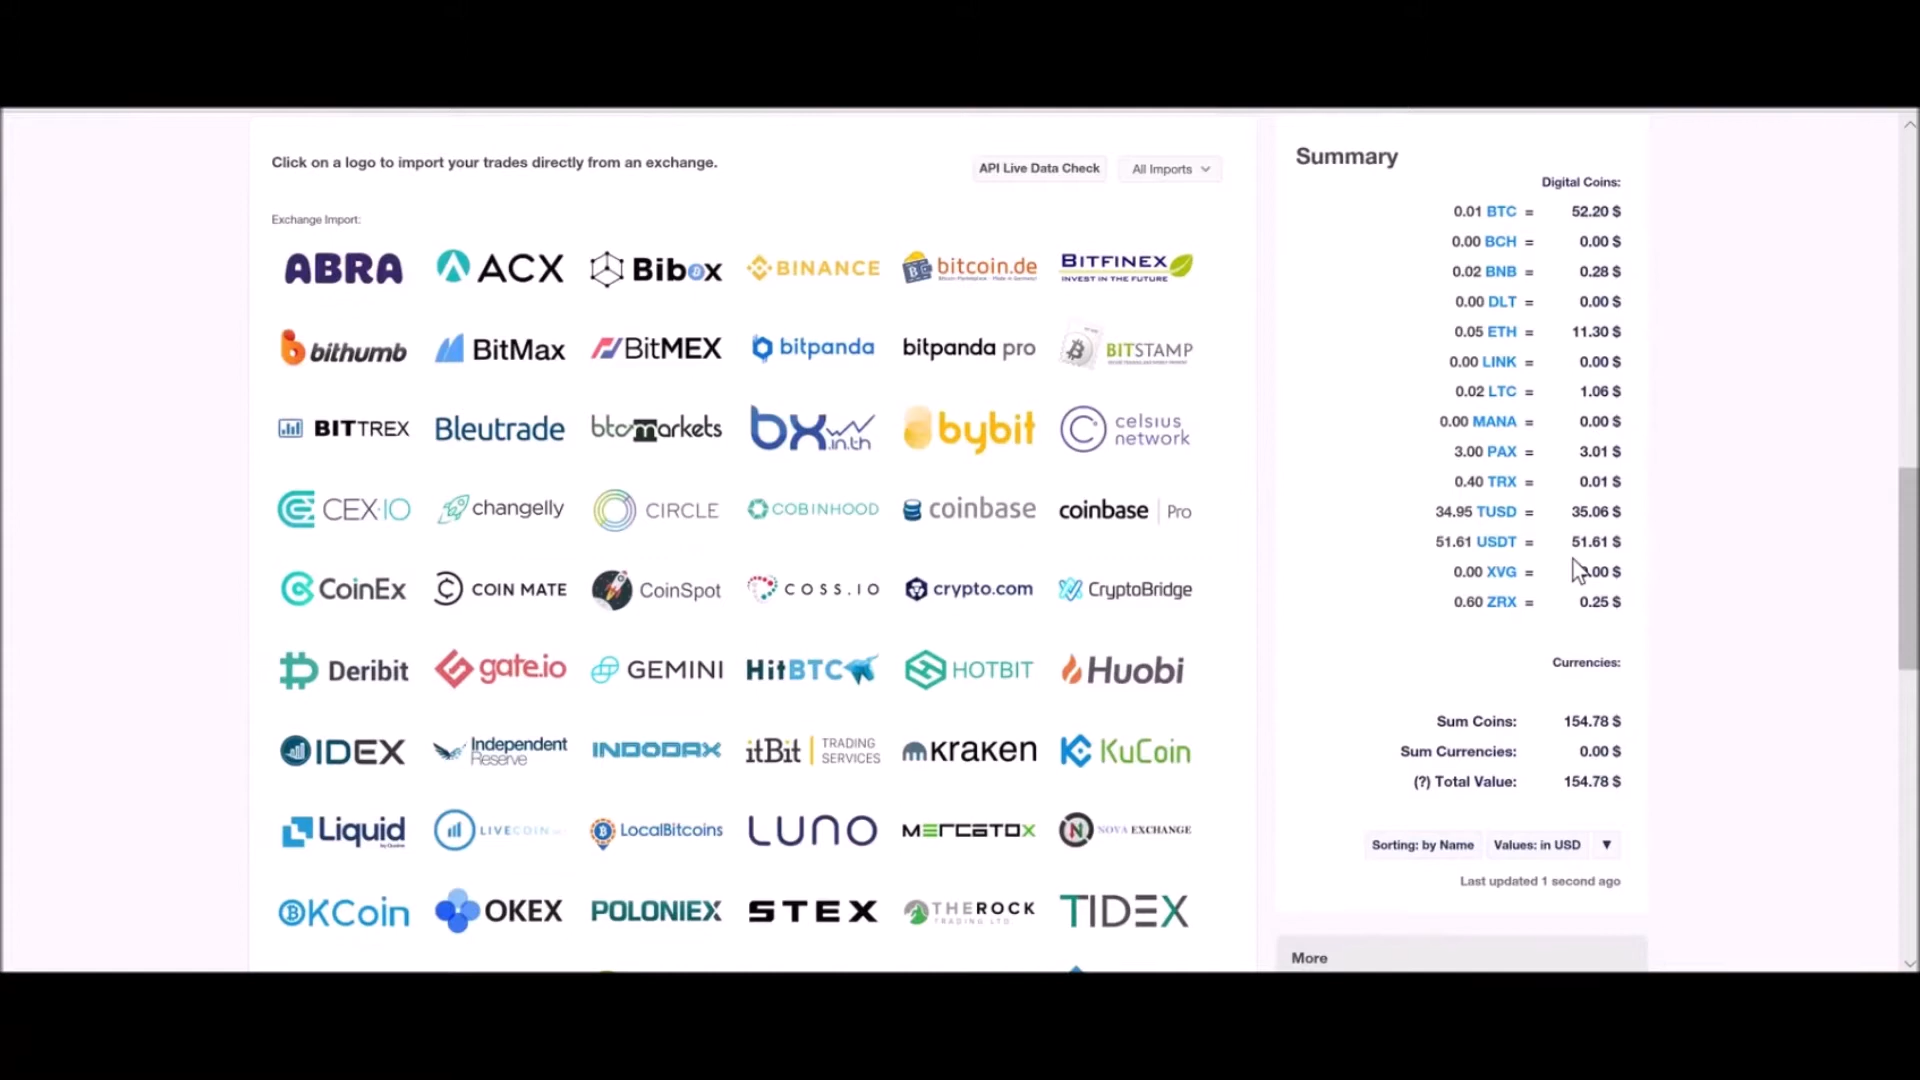 Click on a logo to import your trades directly from an exchange.
API Live Data Check
All Imports
Exchange Import:
ABRA
ACX
Bibox
BINANCE
bitcoin.de
BITFINEX
INVEST IN THE FUTURE
bithumb
BitMax
BitMEX
bitpanda
bitpanda pro
BITSTAMP
BITTREX
Bleutrade
btcmarkets
bx.in.th
bybit
celsius
network
CEX.IO
changelly
CIRCLE
COBINHOOD
coinbase
coinbase | Pro
CoinEx
COIN MATE
CoinSpot
COSS.IO
crypto.com
CryptoBridge
Deribit
gate.io
GEMINI
HitBTC
HOTBIT
Huobi
IDEX
Independent
Reserve
INDODAX
itBit
TRADING
SERVICES
kraken
KuCoin
Liquid
by Quoine
LIVECOIN
LocalBitcoins
LUNO
MERCATOX
NOVA EXCHANGE
OKCoin
OKEX
POLONIEX
STEX
THEROCK
TRADING LTD
TIDEX
Summary
Digital Coins:
0.01 BTC = 52.20 $
0.00 BCH = 0.00 $
0.02 BNB = 0.28 $
0.00 DLT = 0.00 $
0.05 ETH = 11.30 $
0.00 LINK = 0.00 $
0.02 LTC = 1.06 $
0.00 MANA = 0.00 $
3.00 PAX = 3.01 $
0.40 TRX = 0.01 $
34.95 TUSD = 35.06 $
51.61 USDT = 51.61 $
0.00 XVG = 0.00 $
0.60 ZRX = 0.25 $
Currencies:
Sum Coins: 154.78 $
Sum Currencies: 0.00 $
(?) Total Value: 154.78 $
Sorting: by Name
Values: in USD
Last updated 1 second ago
More